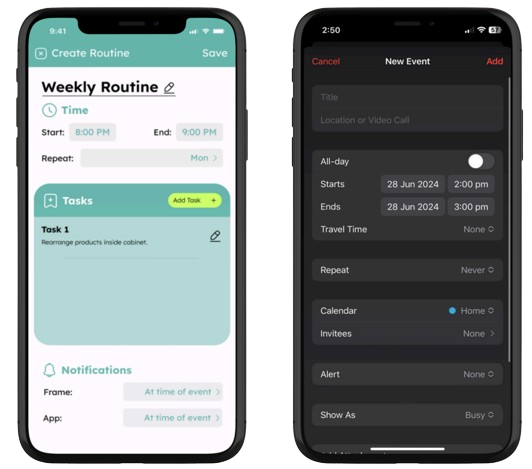 9:41
Create Routine Save
Weekly Routine
Time
Start: 8:00 PM End: 9:00 PM
Repeat: Mon >
Tasks Add Task +
Task 1
Rearrange products inside cabinet.
Notifications
Frame: At time of event >
App: At time of event >
2:50 57
Cancel New Event Add
Title
Location or Video Call
All-day
Starts 28 Jun 2024 2:00 pm
Ends 28 Jun 2024 3:00 pm
Travel Time None
Repeat Never
Calendar Home
Invitees None >
Alert None
Show As Busy